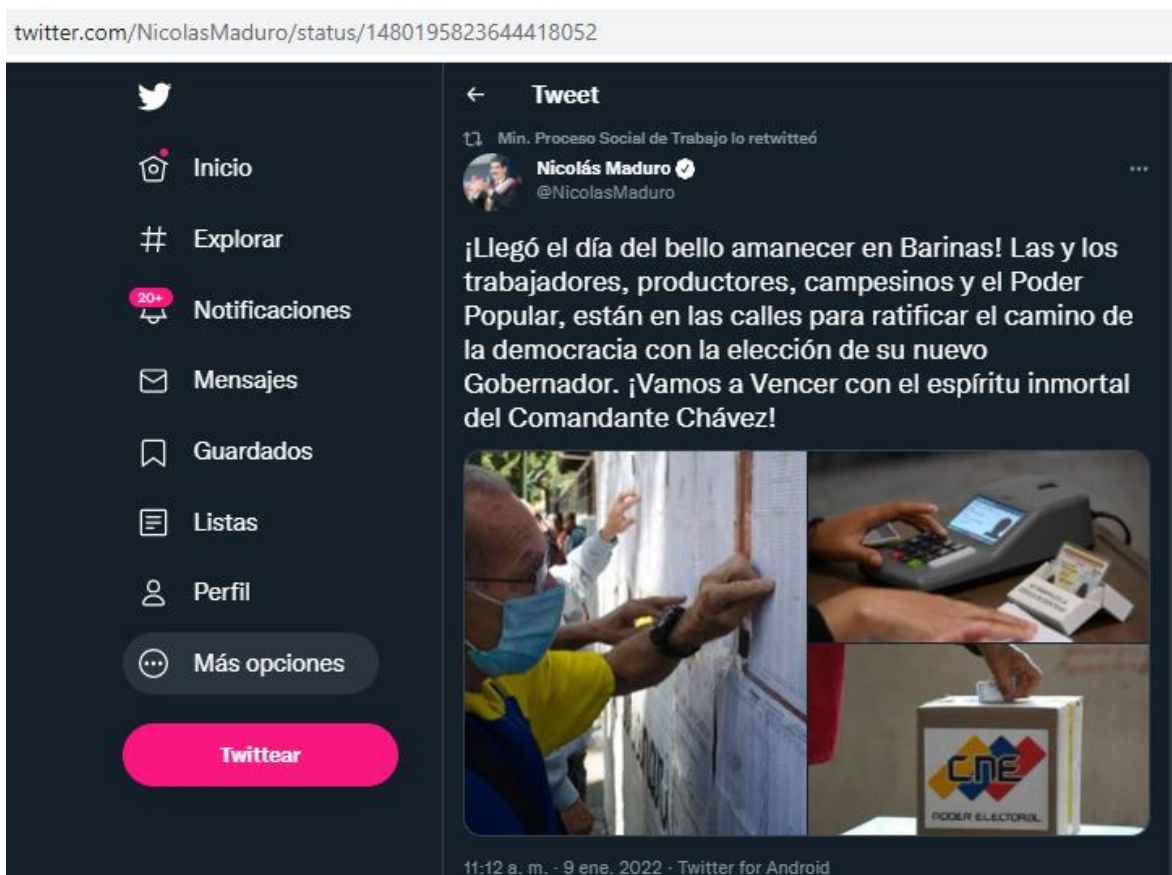 twitter.com/NicolasMaduro/status/1480195823644418052
Inicio
Explorar
20+
Notificaciones
Mensajes
Guardados
Listas
Perfil
Más opciones
Twittear
Tweet
Min. Proceso Social de Trabajo lo retwitteó
Nicolás Maduro
@NicolasMaduro
¡Llegó el día del bello amanecer en Barinas! Las y los
trabajadores, productores, campesinos y el Poder
Popular, están en las calles para ratificar el camino de
la democracia con la elección de su nuevo
Gobernador. ¡Vamos a Vencer con el espíritu inmortal
del Comandante Chávez!
CNE
PODER ELECTORAL
11:12 a. m. · 9 ene. 2022 · Twitter for Android